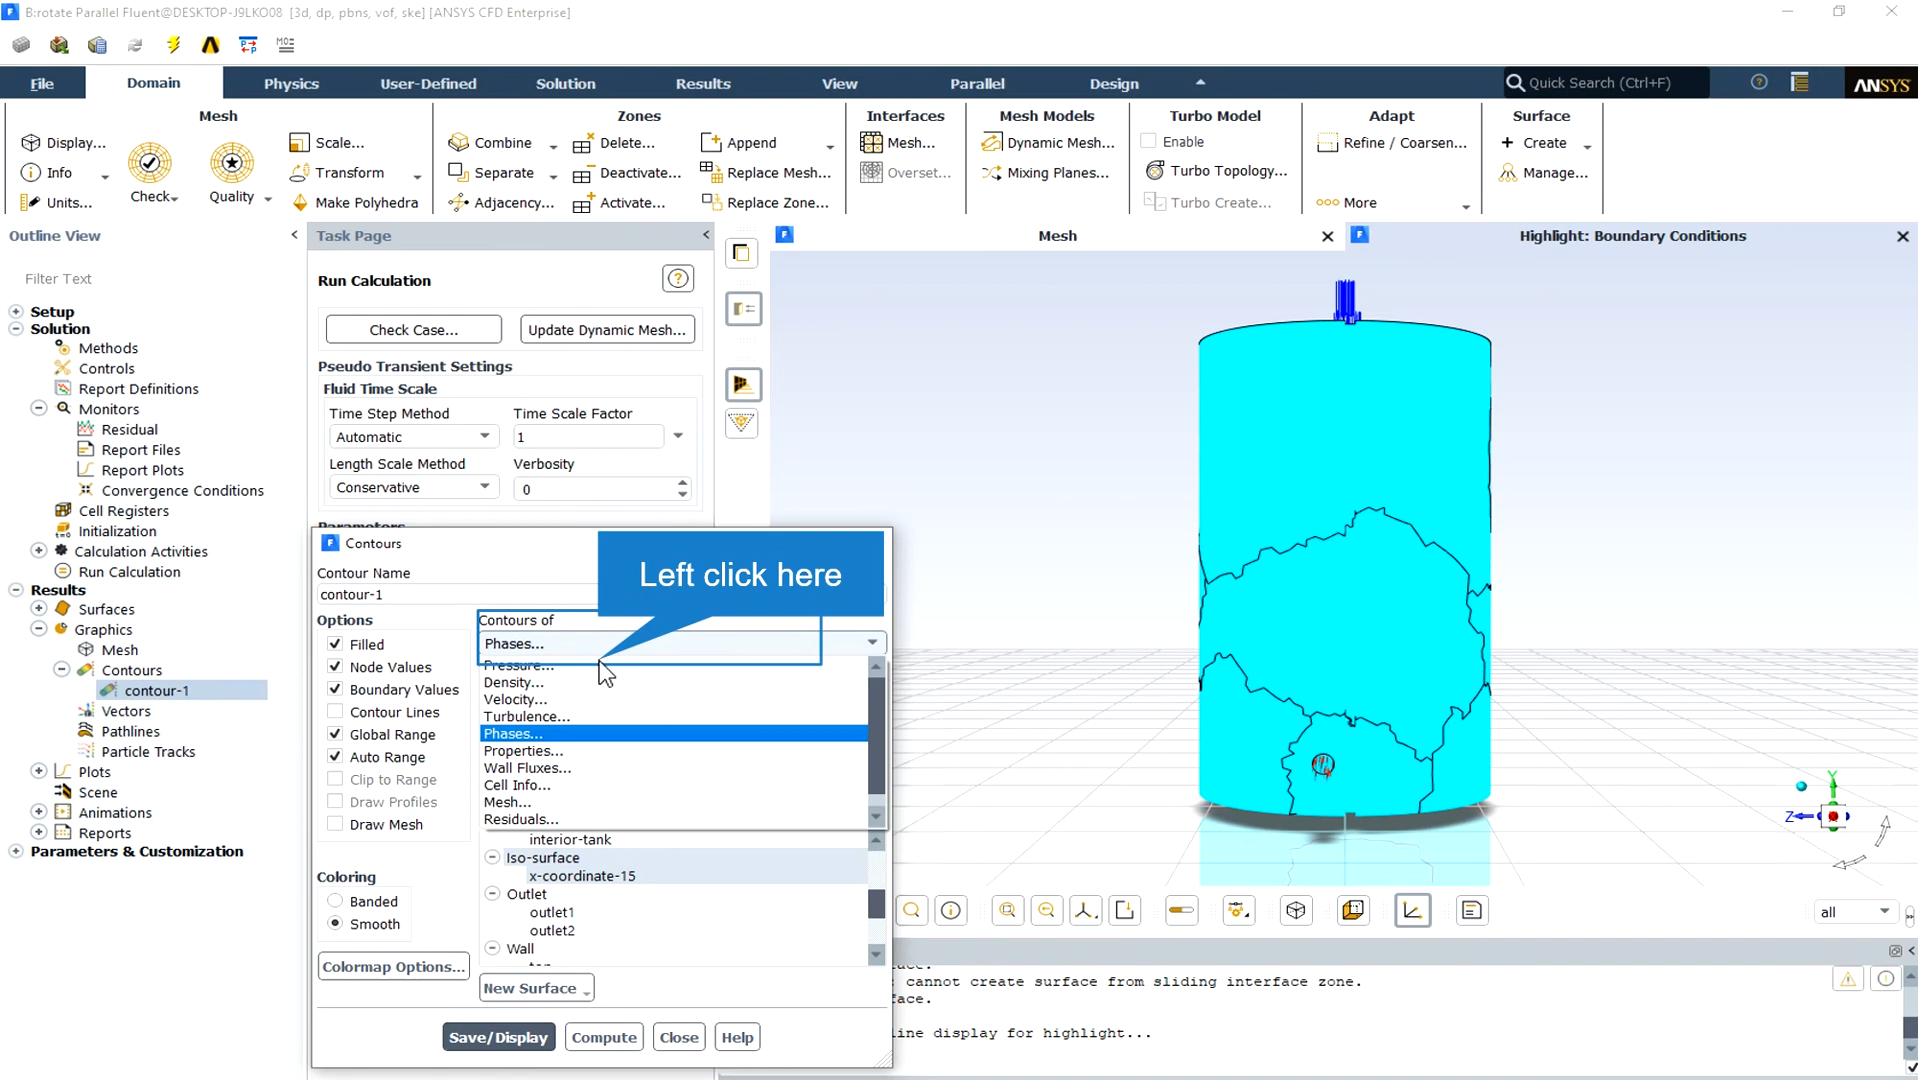 B:rotate Parallel Fluent@DESKTOP-J9LKO08 [3d, dp, pbns, vof, ske] [ANSYS CFD Enterprise]
File
Domain
Physics
User-Defined
Solution
Results
View
Parallel
Design
Quick Search (Ctrl+F)
ANSYS
Mesh
Display...
Info
Units...
Check
Quality
Scale...
Transform
Make Polyhedra
Zones
Combine
Separate
Adjacency...
Delete...
Deactivate...
Activate...
Append
Replace Mesh...
Replace Zone...
Interfaces
Mesh...
Overset...
Mesh Models
Dynamic Mesh...
Mixing Planes...
Turbo Model
Enable
Turbo Topology...
Turbo Create...
Adapt
Refine / Coarsen...
More
Surface
Create
Manage...
Outline View
Filter Text
Setup
Solution
Methods
Controls
Report Definitions
Monitors
Residual
Report Files
Report Plots
Convergence Conditions
Cell Registers
Initialization
Calculation Activities
Run Calculation
Results
Surfaces
Graphics
Mesh
Contours
contour-1
Vectors
Pathlines
Particle Tracks
Plots
Scene
Animations
Reports
Parameters & Customization
Task Page
Run Calculation
Check Case...
Update Dynamic Mesh...
Pseudo Transient Settings
Fluid Time Scale
Time Step Method
Time Scale Factor
Automatic
1
Length Scale Method
Verbosity
Conservative
0
Parameters
Contours
Contour Name
contour-1
Left click here
Options
Filled
Node Values
Boundary Values
Contour Lines
Global Range
Auto Range
Clip to Range
Draw Profiles
Draw Mesh
Coloring
Banded
Smooth
Colormap Options...
Contours of
Phases...
Pressure...
Density...
Velocity...
Turbulence...
Phases...
Properties...
Wall Fluxes...
Cell Info...
Mesh...
Residuals...
interior-tank
Iso-surface
x-coordinate-15
Outlet
outlet1
outlet2
Wall
New Surface
Save/Display
Compute
Close
Help
Mesh
Highlight: Boundary Conditions
Y
Z
all
face.
: cannot create surface from sliding interface zone.
face.
line display for highlight...